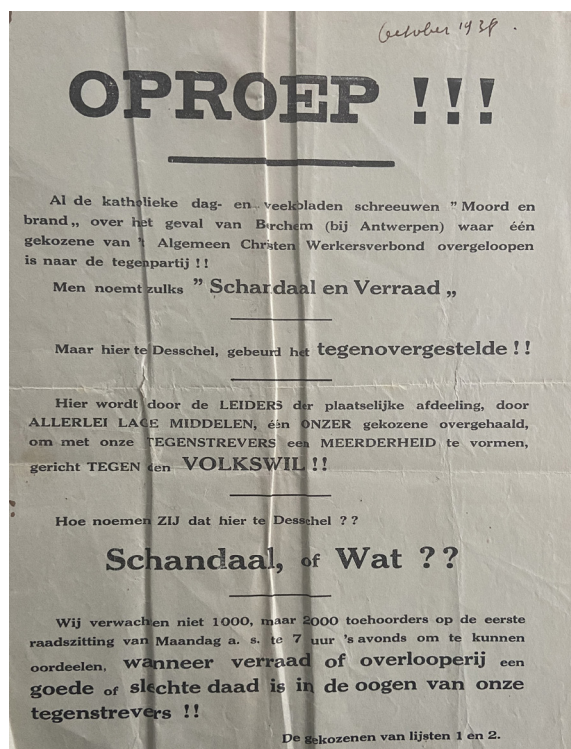 October 1938.
OPROEP !!!
Al de katholieke dag- en veekbladen schreeuwen "Moord en
brand„ over het geval van Berchem (bij Antwerpen) waar één
gekozene van 't Algemeen Christen Werkersverbond overgeloopen
is naar de tegenpartij !!
Men noemt zulks " Schandaal en Verraad „
Maar hier te Desschel, gebeurd het tegenovergestelde !!
Hier wordt door de LEIDERS der plaatselijke afdeeling, door
ALLERLEI LAGE MIDDELEN, één ONZER gekozene overgehaald,
om met onze TEGENSTREVERS een MEERDERHEID te vormen,
gericht TEGEN den VOLKSWIL !!
Hoe noemen ZIJ dat hier te Desschel ??
Schandaal, of Wat ??
Wij verwachen niet 1000, maar 2000 toehoorders op de eerste
raadszitting van Maandag a. s. te 7 uur 's avonds om te kunnen
oordeelen, wanneer verraad of overlooperij een
goede of slechte daad is in de oogen van onze
tegenstrevers !!
De gekozenen van lijsten 1 en 2.